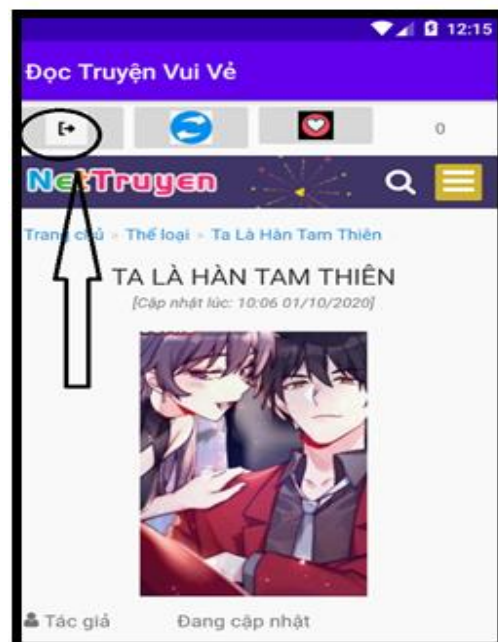 12:15
Đọc Truyện Vui Vẻ
0
NetTruyen
Trang chủ » Thể loại » Ta Là Hàn Tam Thiên
TA LÀ HÀN TAM THIÊN
[Cập nhật lúc: 10:06 01/10/2020]
Tác giả Đang cập nhật